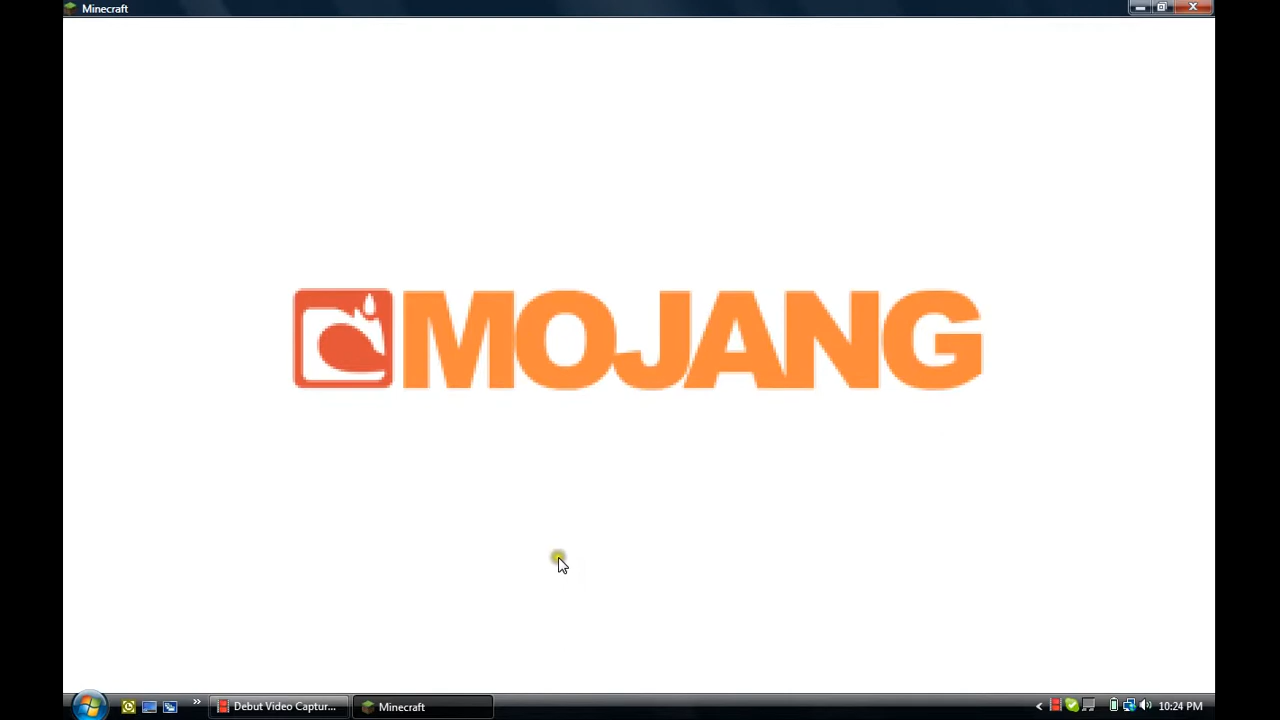 Minecraft
MOJANG
Debut Video Captur...
Minecraft
10:24 PM